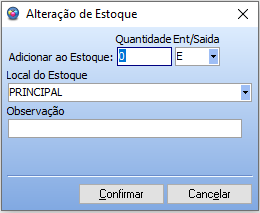 Alteração de Estoque
Quantidade Ent/Saida
Adicionar ao Estoque: 0 E
Local do Estoque
PRINCIPAL
Observação
Confirmar Cancelar